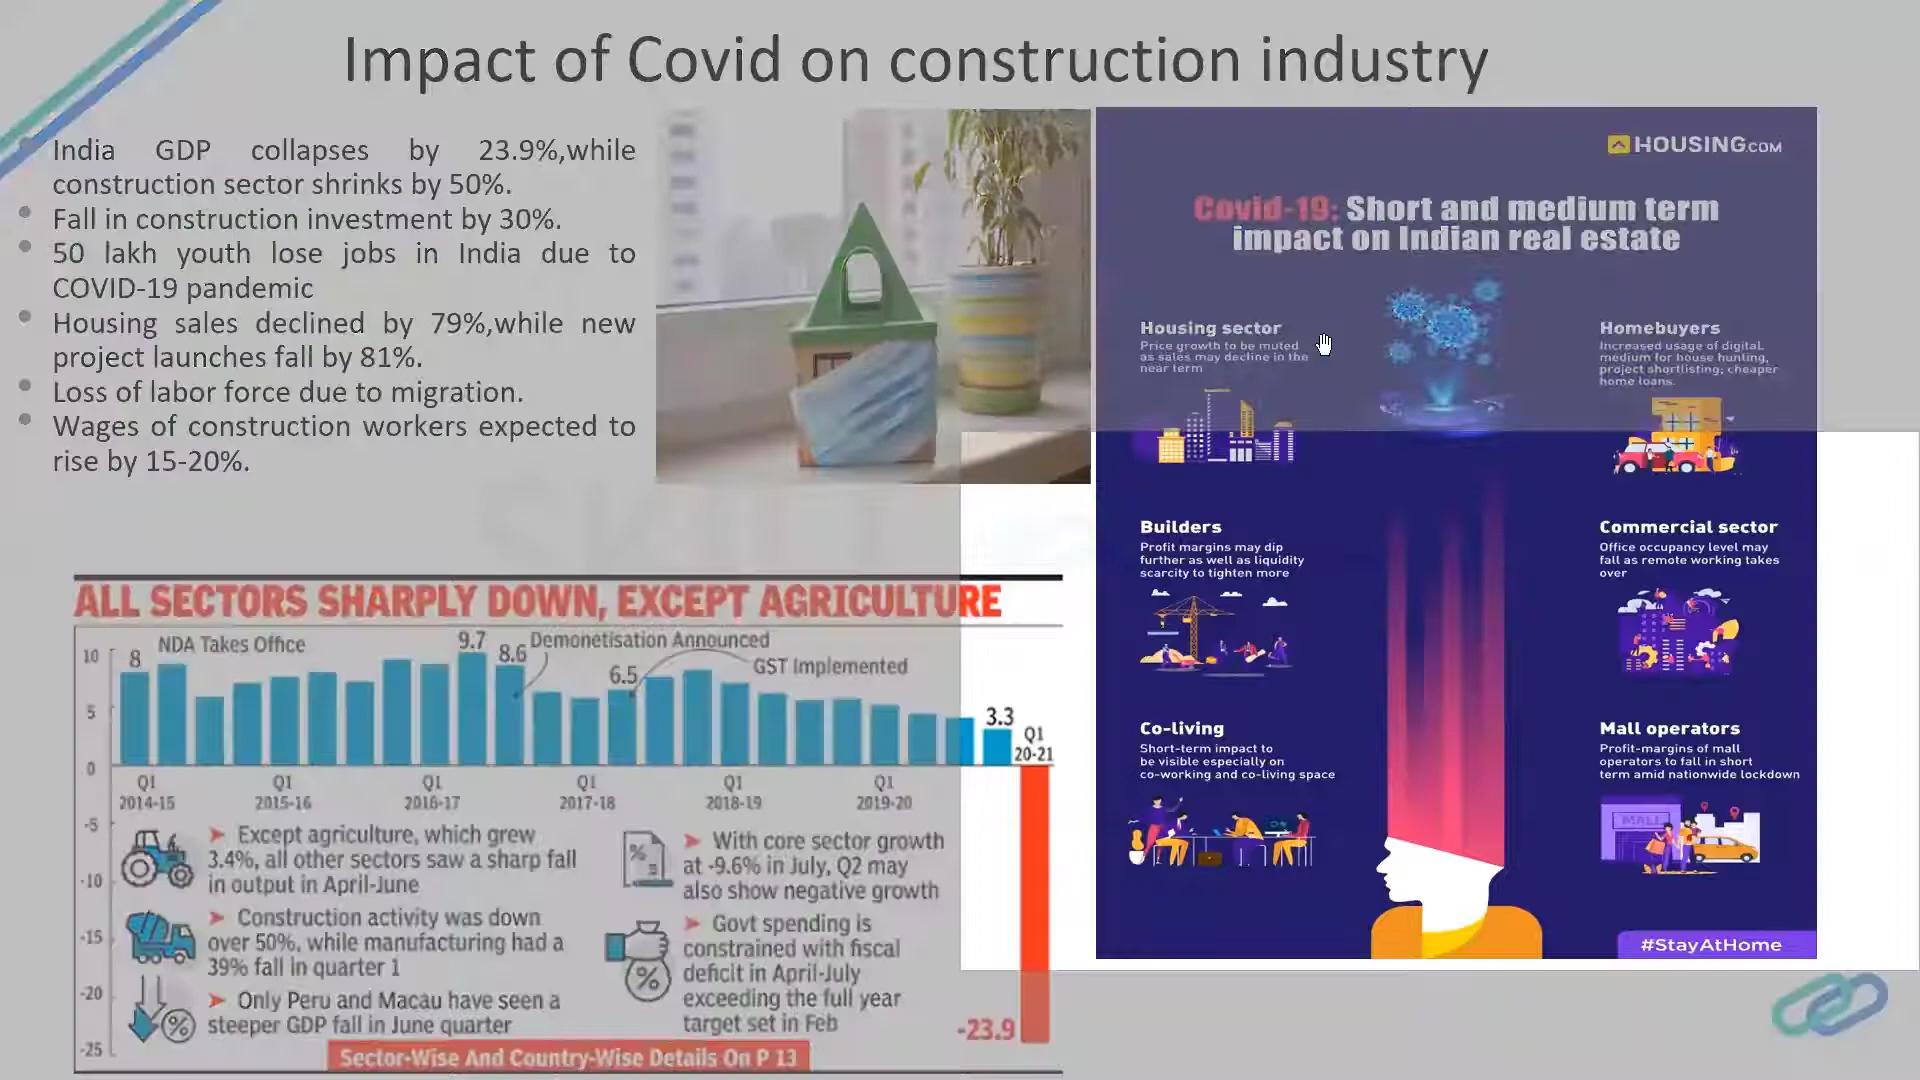 Impact of Covid on construction industry
India GDP collapses by 23.9%,while
construction sector shrinks by 50%.
Fall in construction investment by 30%.
50 lakh youth lose jobs in India due to
COVID-19 pandemic
Housing sales declined by 79%,while new
project launches fall by 81%.
Loss of labor force due to migration.
Wages of construction workers expected to
rise by 15-20%.
ALL SECTORS SHARPLY DOWN, EXCEPT AGRICULTURE
NDA Takes Office
Demonetisation Announced
GST Implemented
8
9.7
8.6
6.5
3.3
Q1
20-21
10
5
0
-5
-10
-15
-20
-25
Q1 Q1 Q1 Q1 Q1 Q1
2014-15 2015-16 2016-17 2017-18 2018-19 2019-20
Except agriculture, which grew
3.4%, all other sectors saw a sharp fall
in output in April-June
Construction activity was down
over 50%, while manufacturing had a
39% fall in quarter 1
Only Peru and Macau have seen a
steeper GDP fall in June quarter
With core sector growth
at -9.6% in July, Q2 may
also show negative growth
Govt spending is
constrained with fiscal
deficit in April-July
exceeding the full year
target set in Feb
-23.9
Sector-Wise And Country-Wise Details On P 13
HOUSING.COM
Covid-19: Short and medium term
impact on Indian real estate
Housing sector
Price growth to be muted
as sales may decline in the
near term
Homebuyers
Increased usage of digital
medium for house hunting,
project shortlisting; cheaper
home loans.
Builders
Profit margins may dip
further as well as liquidity
scarcity to tighten more
Commercial sector
Office occupancy level may
fall as remote working takes
over
Co-living
Short-term impact to
be visible especially on
co-working and co-living space
Mall operators
Profit-margins of mall
operators to fall in short
term amid nationwide lockdown
MALL
#StayAtHome